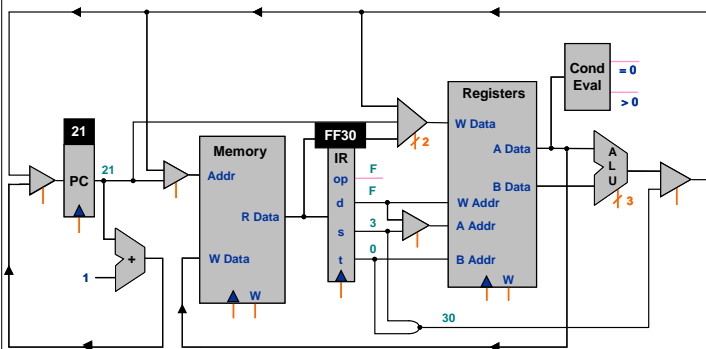 Cond
Eval
= 0
> 0
Registers
W Data
A Data
B Data
W Addr
A Addr
B Addr
W
A
L
U
3
2
21
PC
21
+
1
Memory
Addr
R Data
W Data
W
FF30
IR
op
d
s
t
F
F
3
0
30